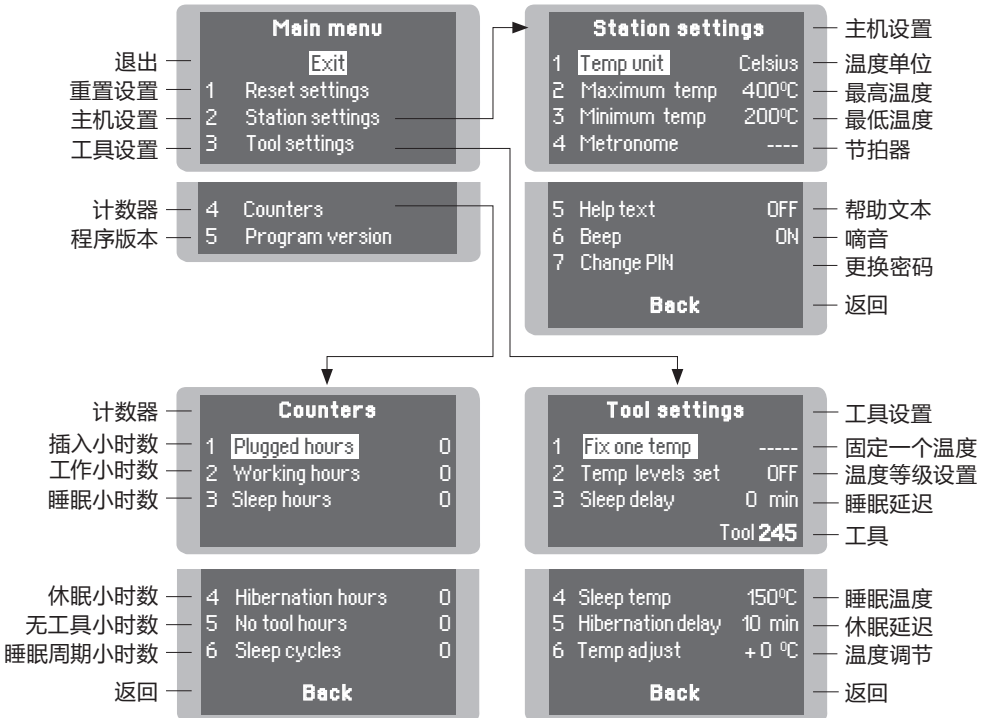 Main menu
退出 Exit
重置设置 1 Reset settings
主机设置 2 Station settings
工具设置 3 Tool settings
计数器 4 Counters
程序版本 5 Program version
Station settings 主机设置
1 Temp unit Celsius 温度单位
2 Maximum temp 400ºC 最高温度
3 Minimum temp 200ºC 最低温度
4 Metronome ---- 节拍器
5 Help text OFF 帮助文本
6 Beep ON 嘀音
7 Change PIN 更换密码
Back 返回
计数器 Counters
插入小时数 1 Plugged hours 0
工作小时数 2 Working hours 0
睡眠小时数 3 Sleep hours 0
休眠小时数 4 Hibernation hours 0
无工具小时数 5 No tool hours 0
睡眠周期小时数 6 Sleep cycles 0
返回 Back
Tool settings 工具设置
1 Fix one temp ----- 固定一个温度
2 Temp levels set OFF 温度等级设置
3 Sleep delay 0 min 睡眠延迟
Tool 245 工具
4 Sleep temp 150ºC 睡眠温度
5 Hibernation delay 10 min 休眠延迟
6 Temp adjust +0 ºC 温度调节
Back 返回